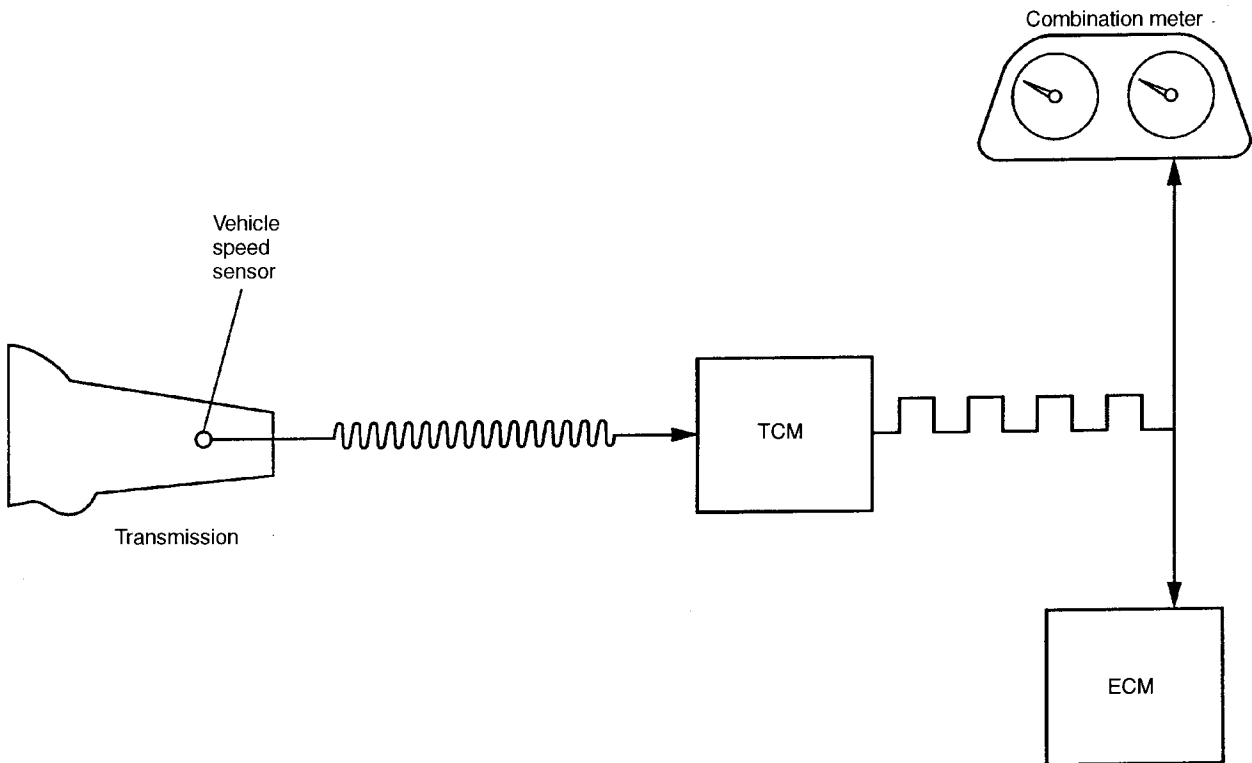 Combination meter
Vehicle
speed
sensor
TCM
Transmission
ECM